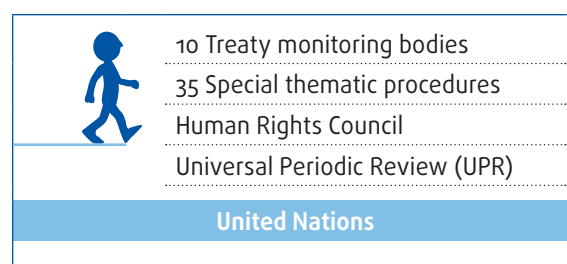 10 Treaty monitoring bodies
35 Special thematic procedures
Human Rights Council
Universal Periodic Review (UPR)
United Nations